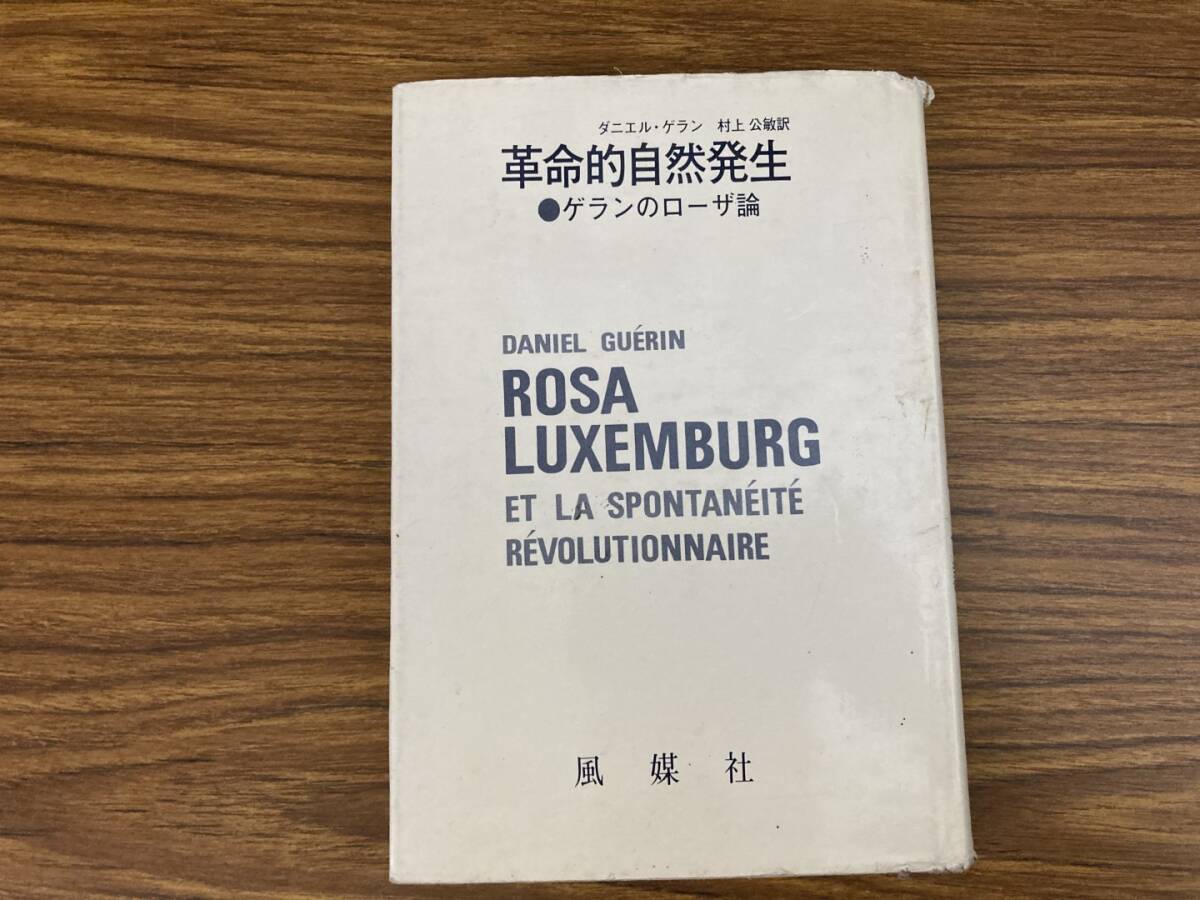 ダニエル・ゲラン 村上公敏訳
革命的自然発生
●ゲランのローザ論
DANIEL GUÉRIN
ROSA
LUXEMBURG
ET LA SPONTANÉITÉ
RÉVOLUTIONNAIRE
風媒社